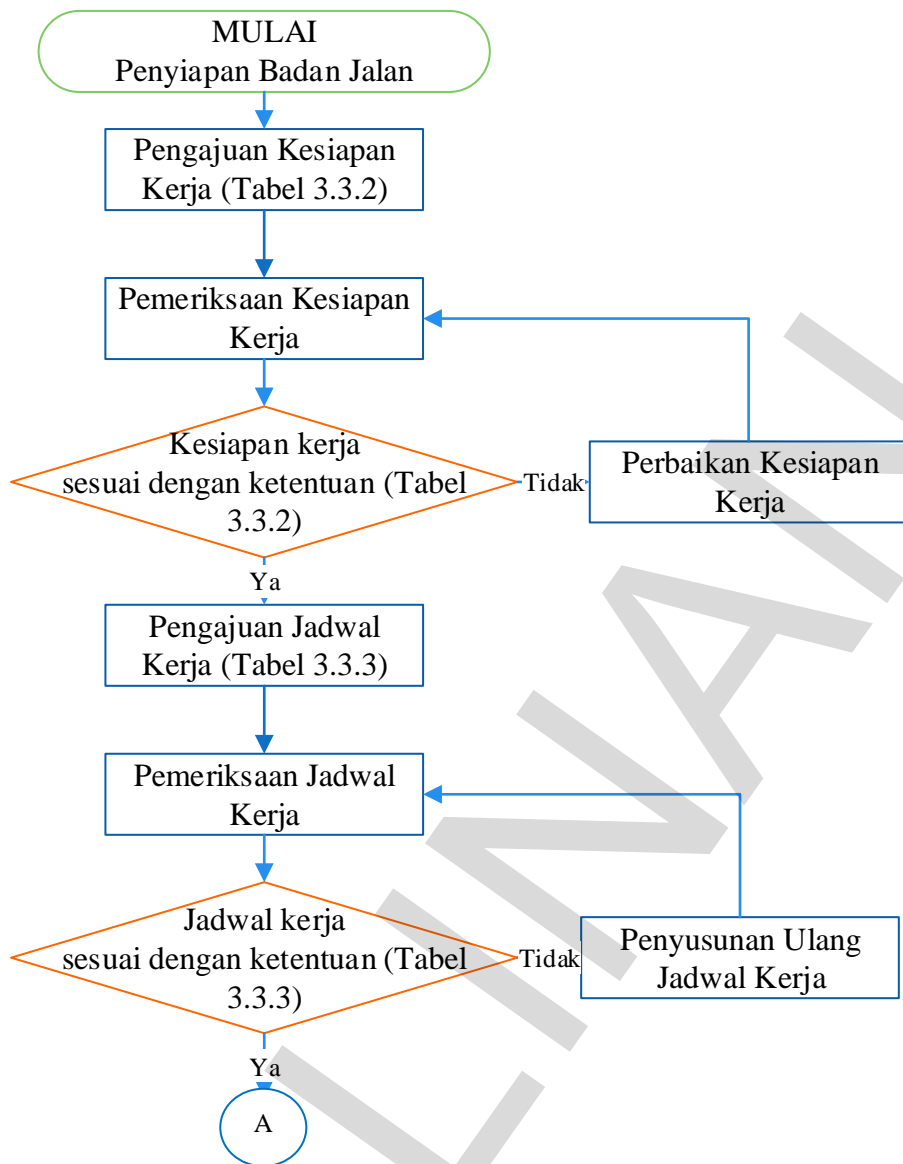 MULAI
Penyiapan Badan Jalan
Pengajuan Kesiapan
Kerja (Tabel 3.3.2)
Pemeriksaan Kesiapan
Kerja
Kesiapan kerja
sesuai dengan ketentuan (Tabel
3.3.2)
Tidak
Perbaikan Kesiapan
Kerja
Ya
Pengajuan Jadwal
Kerja (Tabel 3.3.3)
Pemeriksaan Jadwal
Kerja
Jadwal kerja
sesuai dengan ketentuan (Tabel
3.3.3)
Tidak
Penyusunan Ulang
Jadwal Kerja
Ya
A